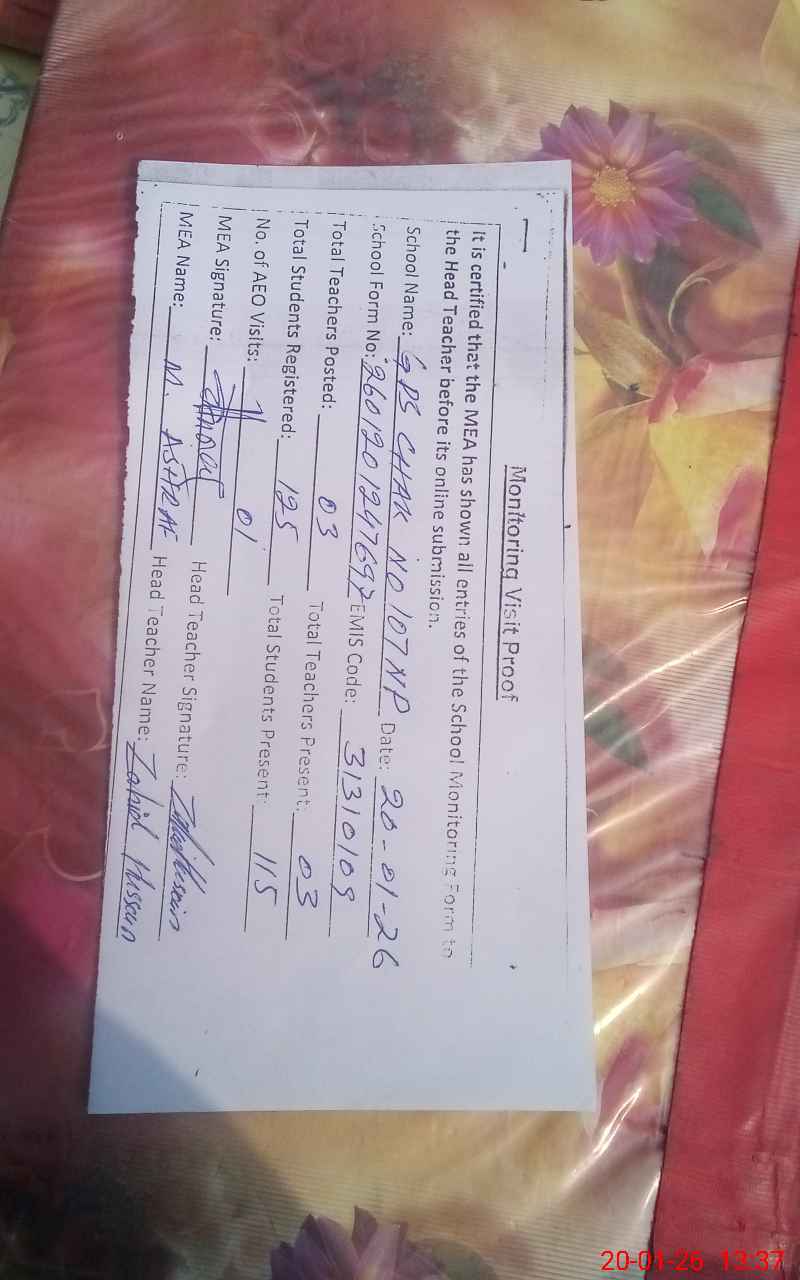 Monitoring Visit Proof
It is certified that the MEA has shown all entries of the School Monitoring Form to
the Head Teacher before its online submission.
School Name: GPS CHAK NO 107 NP Date: 20-01-26
School Form No: 2601201247697 EMIS Code: 31310109
Total Teachers Posted: 03 Total Teachers Present: 03
Total Students Registered: 125 Total Students Present: 115
No. of AEO Visits: 01
MEA Signature: Head Teacher Signature: Zahid Hussain
MEA Name: M. ASHRAF Head Teacher Name: Zahid Hussain
20-01-26 13:37